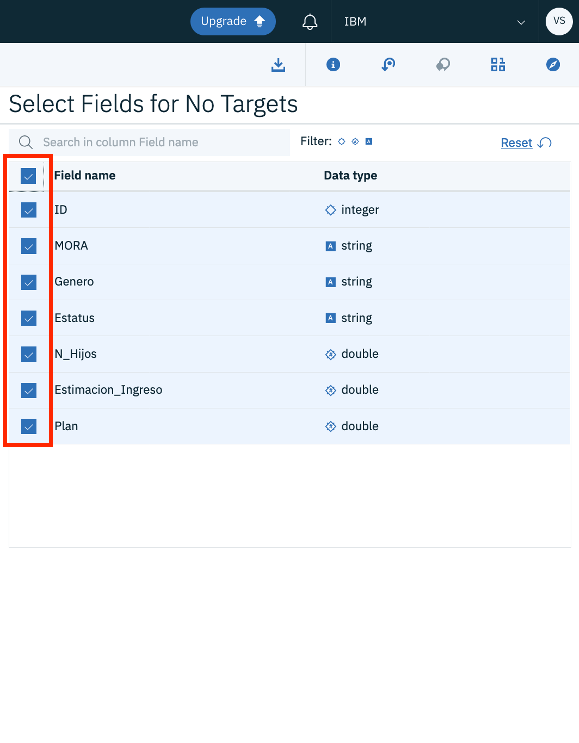 Upgrade IBM VS
Select Fields for No Targets
Search in column Field name Filter: Reset
Field name Data type
ID integer
MORA A string
Genero A string
Estatus A string
N_Hijos double
Estimacion_Ingreso double
Plan double